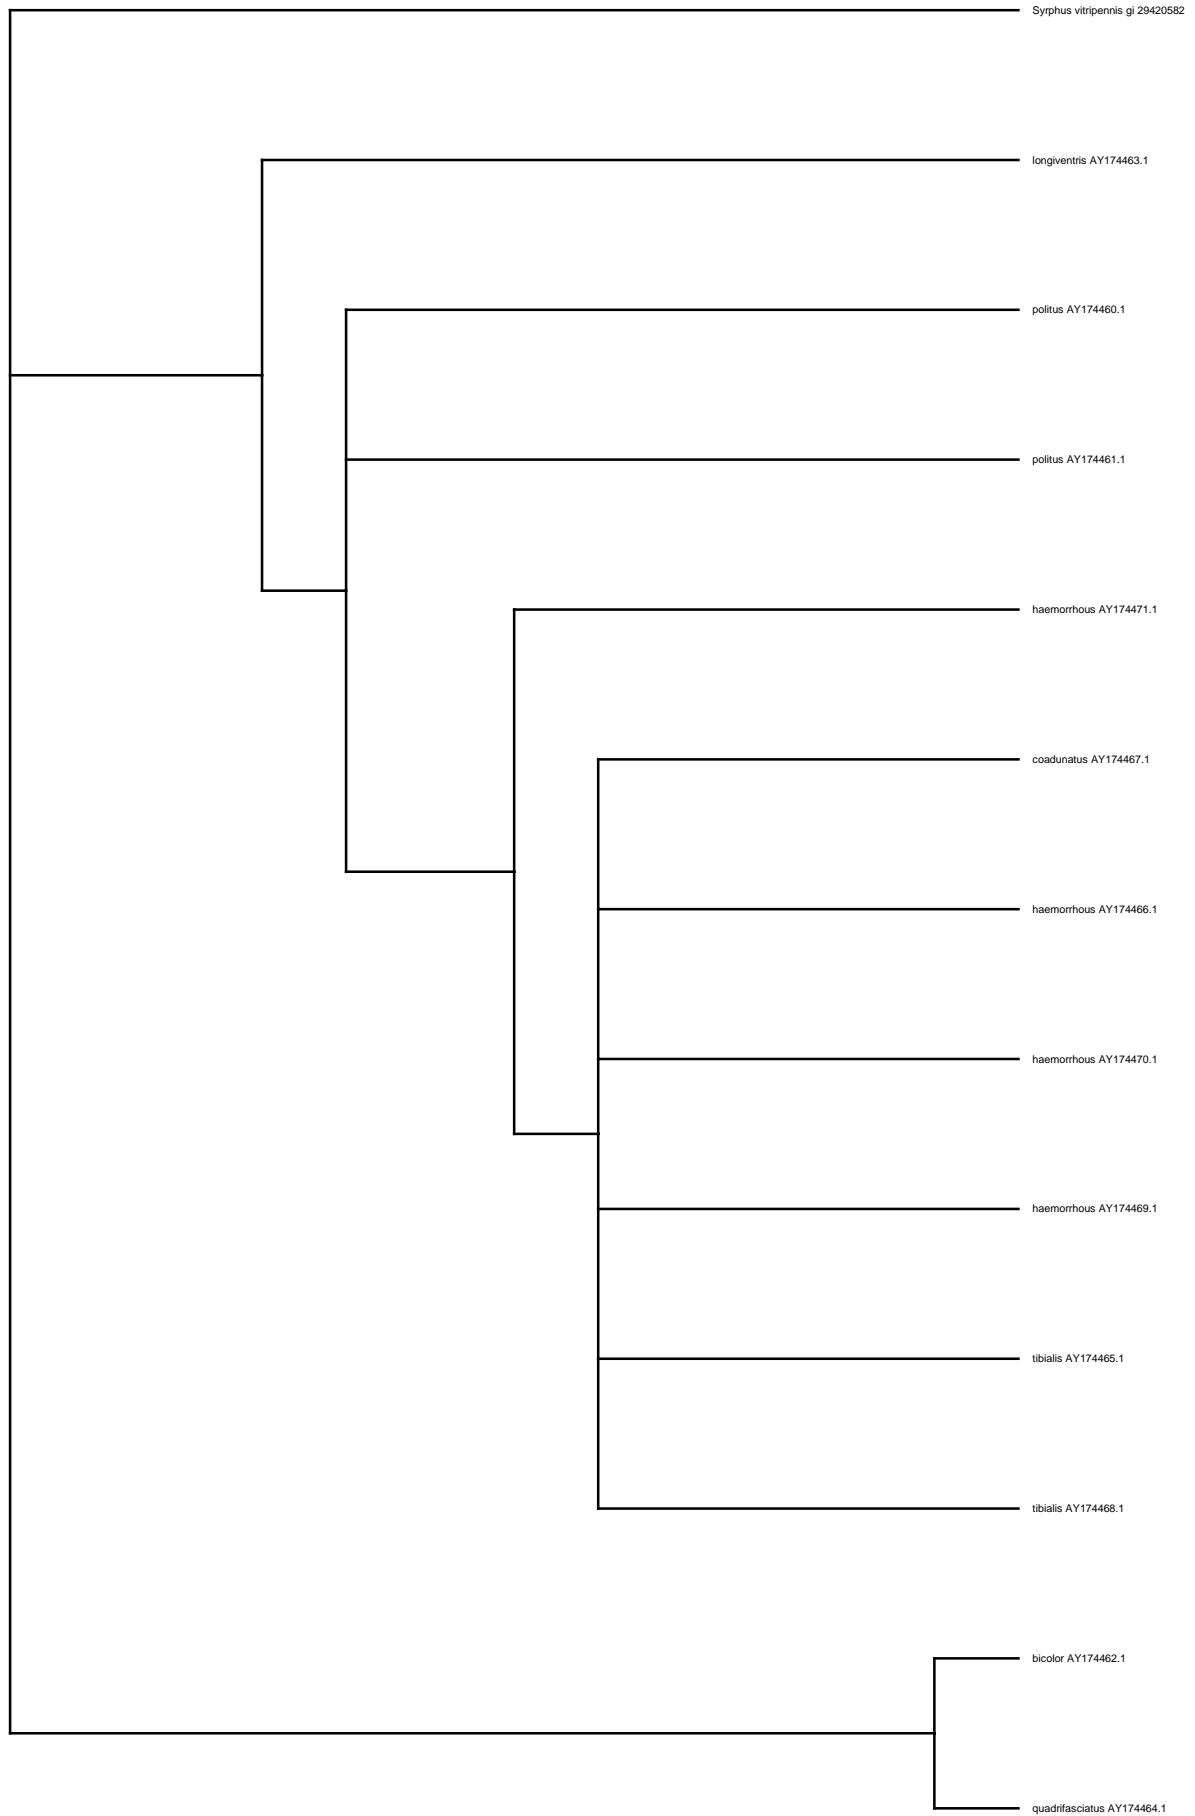 Syrphus vitripennis gi 29420582
longiventris AY174463.1
politus AY174460.1
politus AY174461.1
haemorrhous AY174471.1
coadunatus AY174467.1
haemorrhous AY174466.1
haemorrhous AY174470.1
haemorrhous AY174469.1
tibialis AY174465.1
tibialis AY174468.1
bicolor AY174462.1
quadrifasciatus AY174464.1